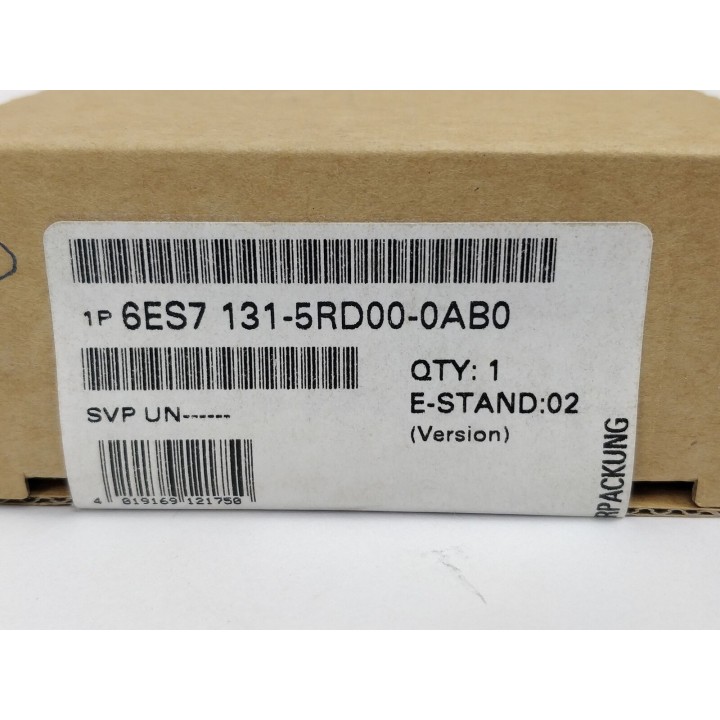 1P 6ES7 131-5RD00-0AB0
QTY: 1
SVP UN------
E-STAND:02
(Version)
4 019169 121750
RPACKUNG